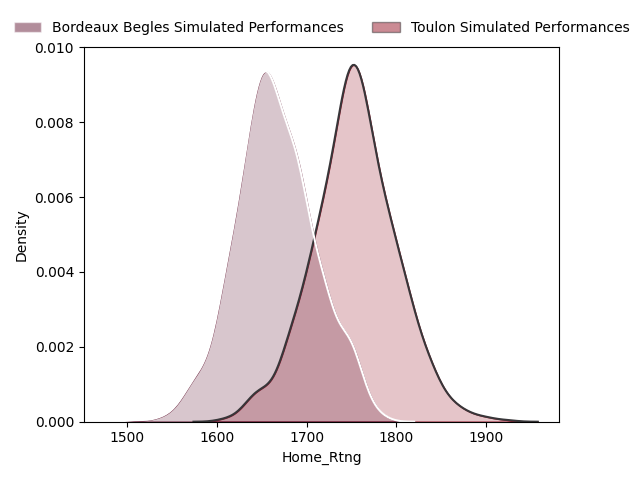 Bordeaux Begles Simulated Performances Toulon Simulated Performances
0.010
0.008
0.006
0.004
0.002
0.000
Density
1500 1600 1700 1800 1900
Home_Rtng